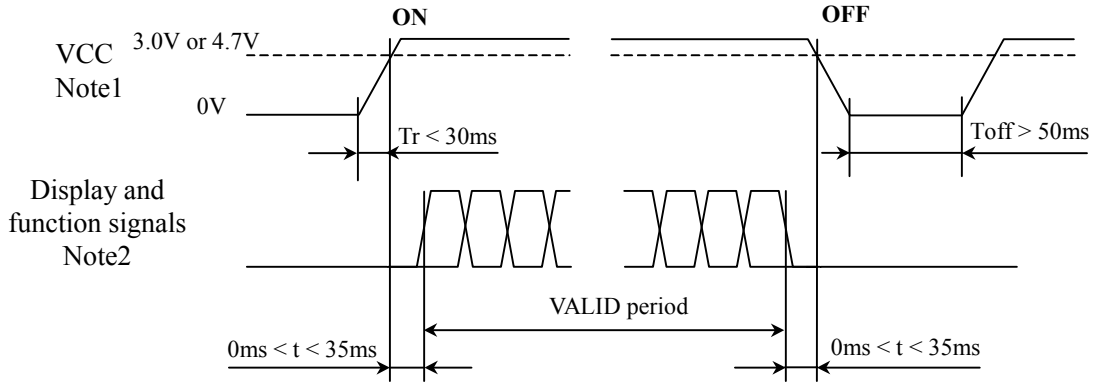 ON
OFF
3.0V or 4.7V
VCC
Note1
0V
Tr < 30ms
Toff > 50ms
Display and
function signals
Note2
VALID period
0ms < t < 35ms
0ms < t < 35ms